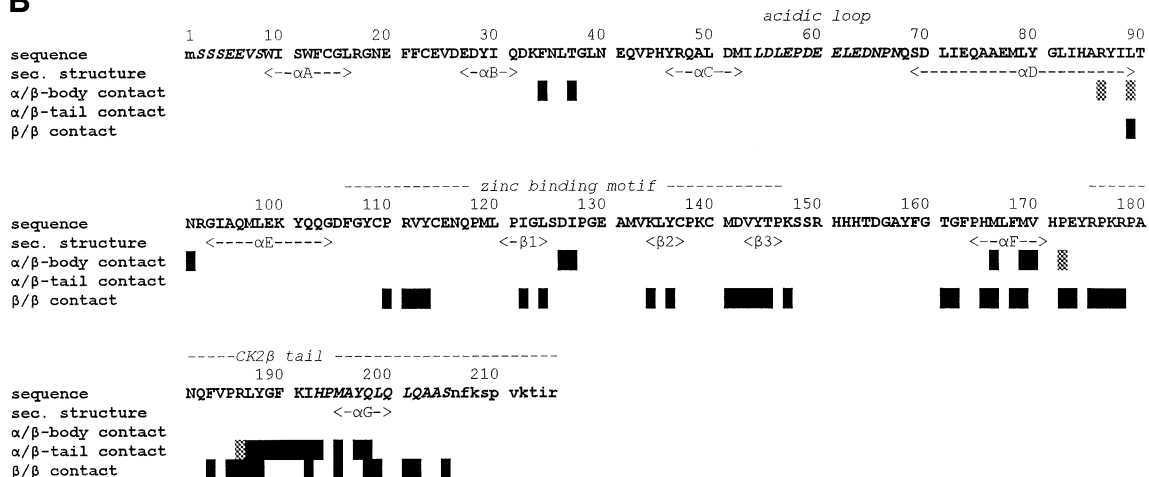 B
acidic loop
1 10 20 30 40 50 60 70 80 90
sequence mSSSEEVSWI SWFCGLRGNE FFCEVDEDYI QDKFNLTGLN EQVPHYRQAL DMILDLEPDE ELEDNPNQSD LIEQAAEMLY GLIHARYILT
sec. structure <--αA---> <-αB-> <--αC--> <---------αD--------->
α/β-body contact
α/β-tail contact
β/β contact
------------ zinc binding motif ------------ ------
100 110 120 130 140 150 160 170 180
sequence NRGIAQMLEK YQQGDFGYCP RVYCENQPML PIGLSDIPGE AMVKLYCPKC MDVYTPKSSR HHHTDGAYFG TGFPHMLFMV HPEYRPKRPA
sec. structure <----αE-----> <-β1> <β2> <β3> <--αF-->
α/β-body contact
α/β-tail contact
β/β contact
-----CK2β tail -----------------------
190 200 210
sequence NQFVPRLYGF KIHPMAYQLQ LQAASnfksp vktir
sec. structure <-αG->
α/β-body contact
α/β-tail contact
β/β contact